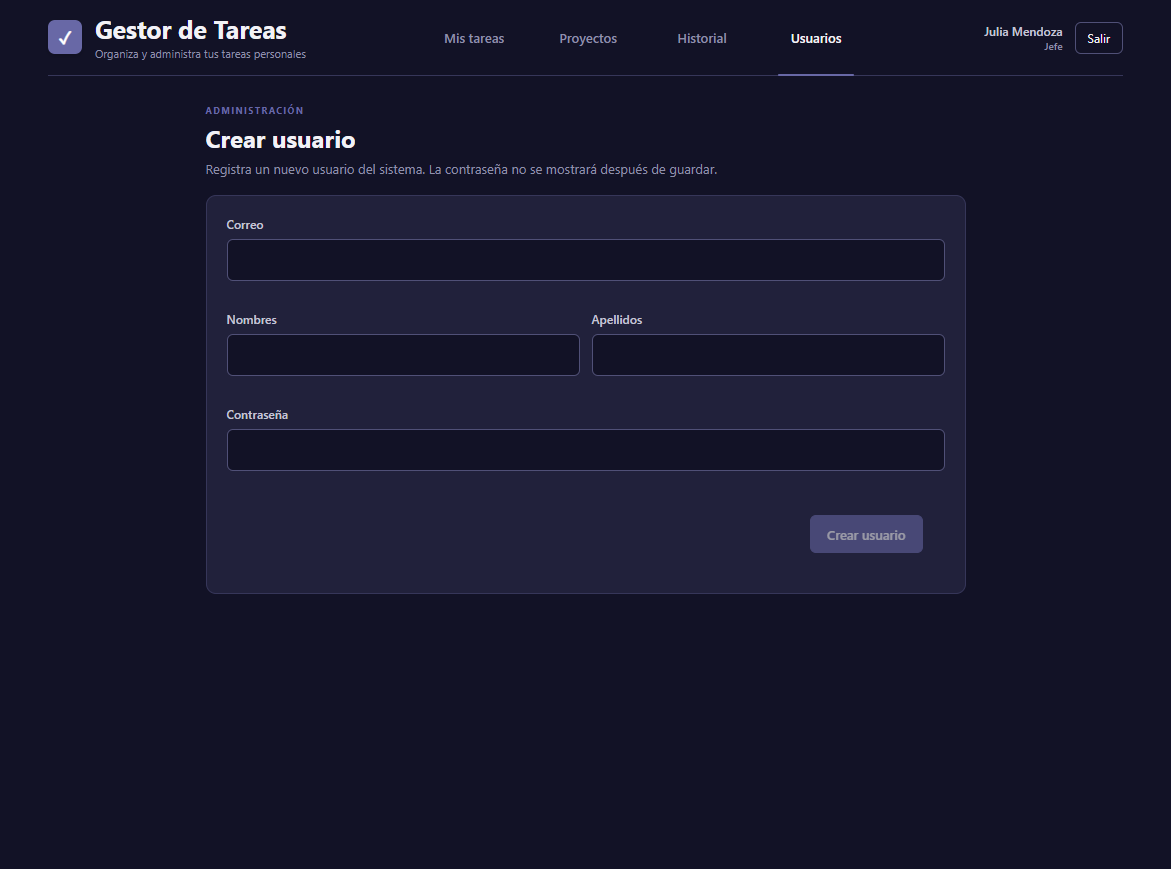 Gestor de Tareas
Organiza y administra tus tareas personales
Mis tareas
Proyectos
Historial
Usuarios
Julia Mendoza
Jefe
Salir
ADMINISTRACIÓN
Crear usuario
Registra un nuevo usuario del sistema. La contraseña no se mostrará después de guardar.
Correo
Nombres
Apellidos
Contraseña
Crear usuario